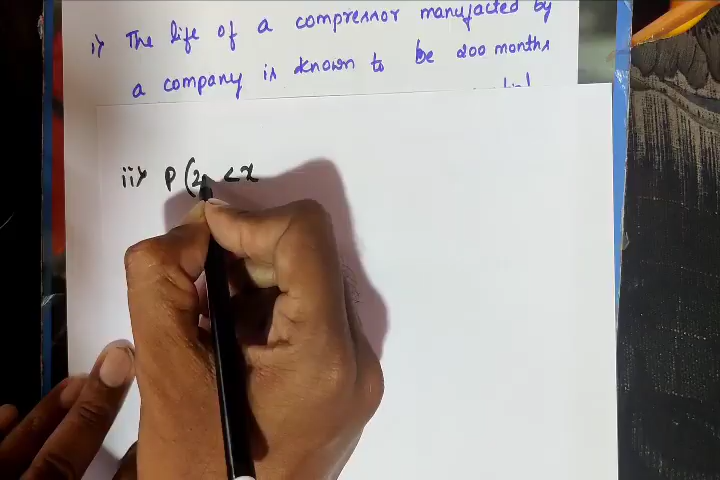 i) The life of a compressor manufacted by
a company is known to be 200 months
ii) P(2 < x